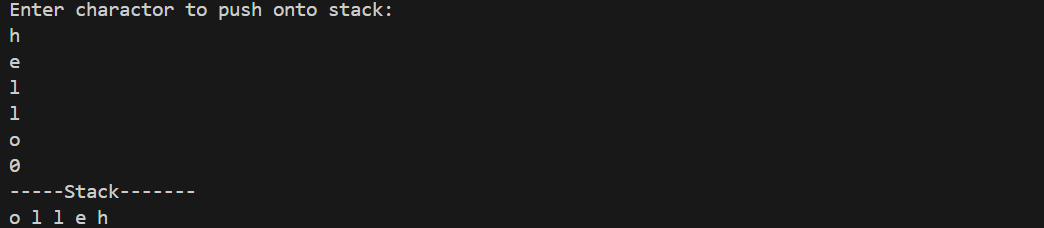 Enter charactor to push onto stack:
h
e
l
l
o
0
-----Stack-------
o l l e h